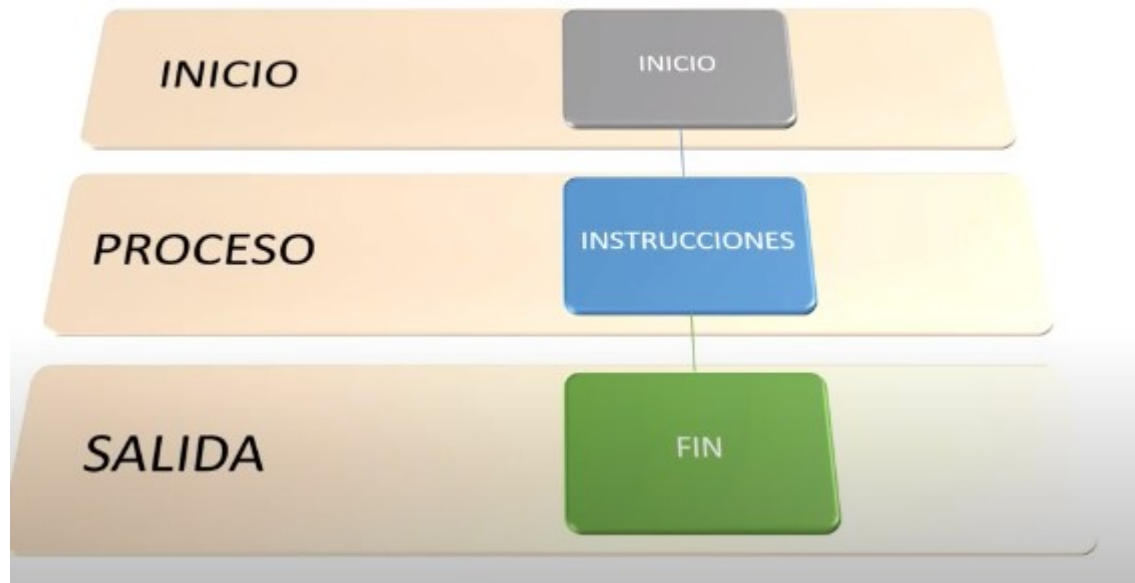 INICIO
INICIO
PROCESO
INSTRUCCIONES
SALIDA
FIN